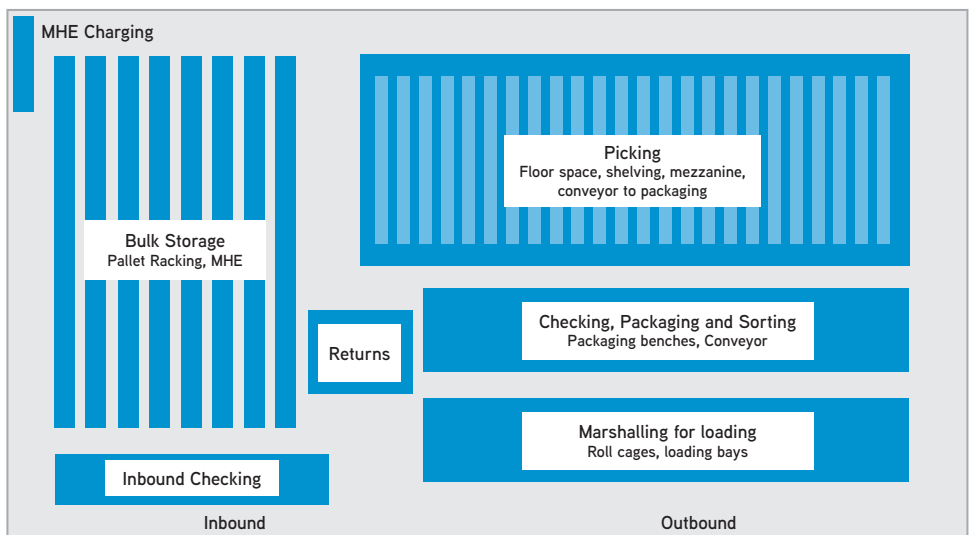 MHE Charging
Picking
Floor space, shelving, mezzanine,
conveyor to packaging
Bulk Storage
Pallet Racking, MHE
Checking, Packaging and Sorting
Packaging benches, Conveyor
Returns
Marshalling for loading
Roll cages, loading bays
Inbound Checking
Inbound
Outbound